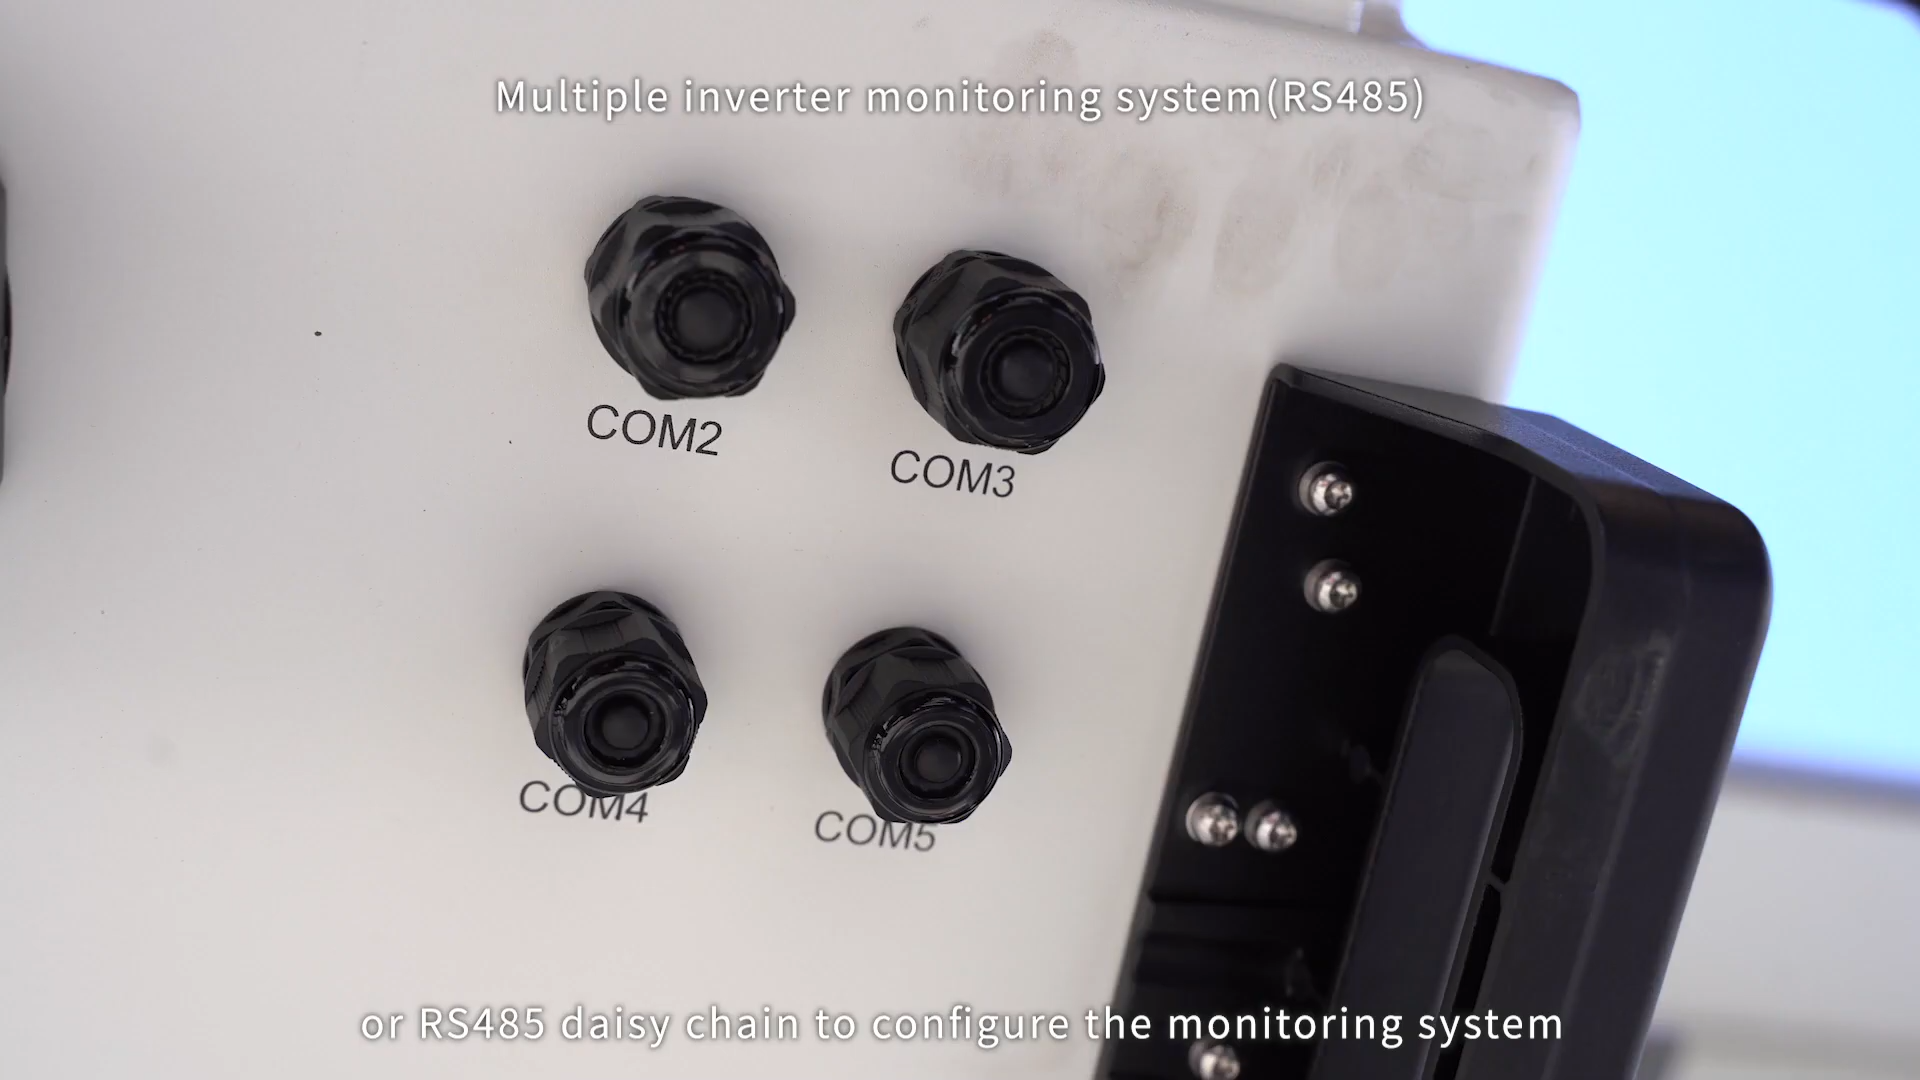 Multiple inverter monitoring system(RS485)
COM2
COM3
COM4
COM5
or RS485 daisy chain to configure the monitoring system